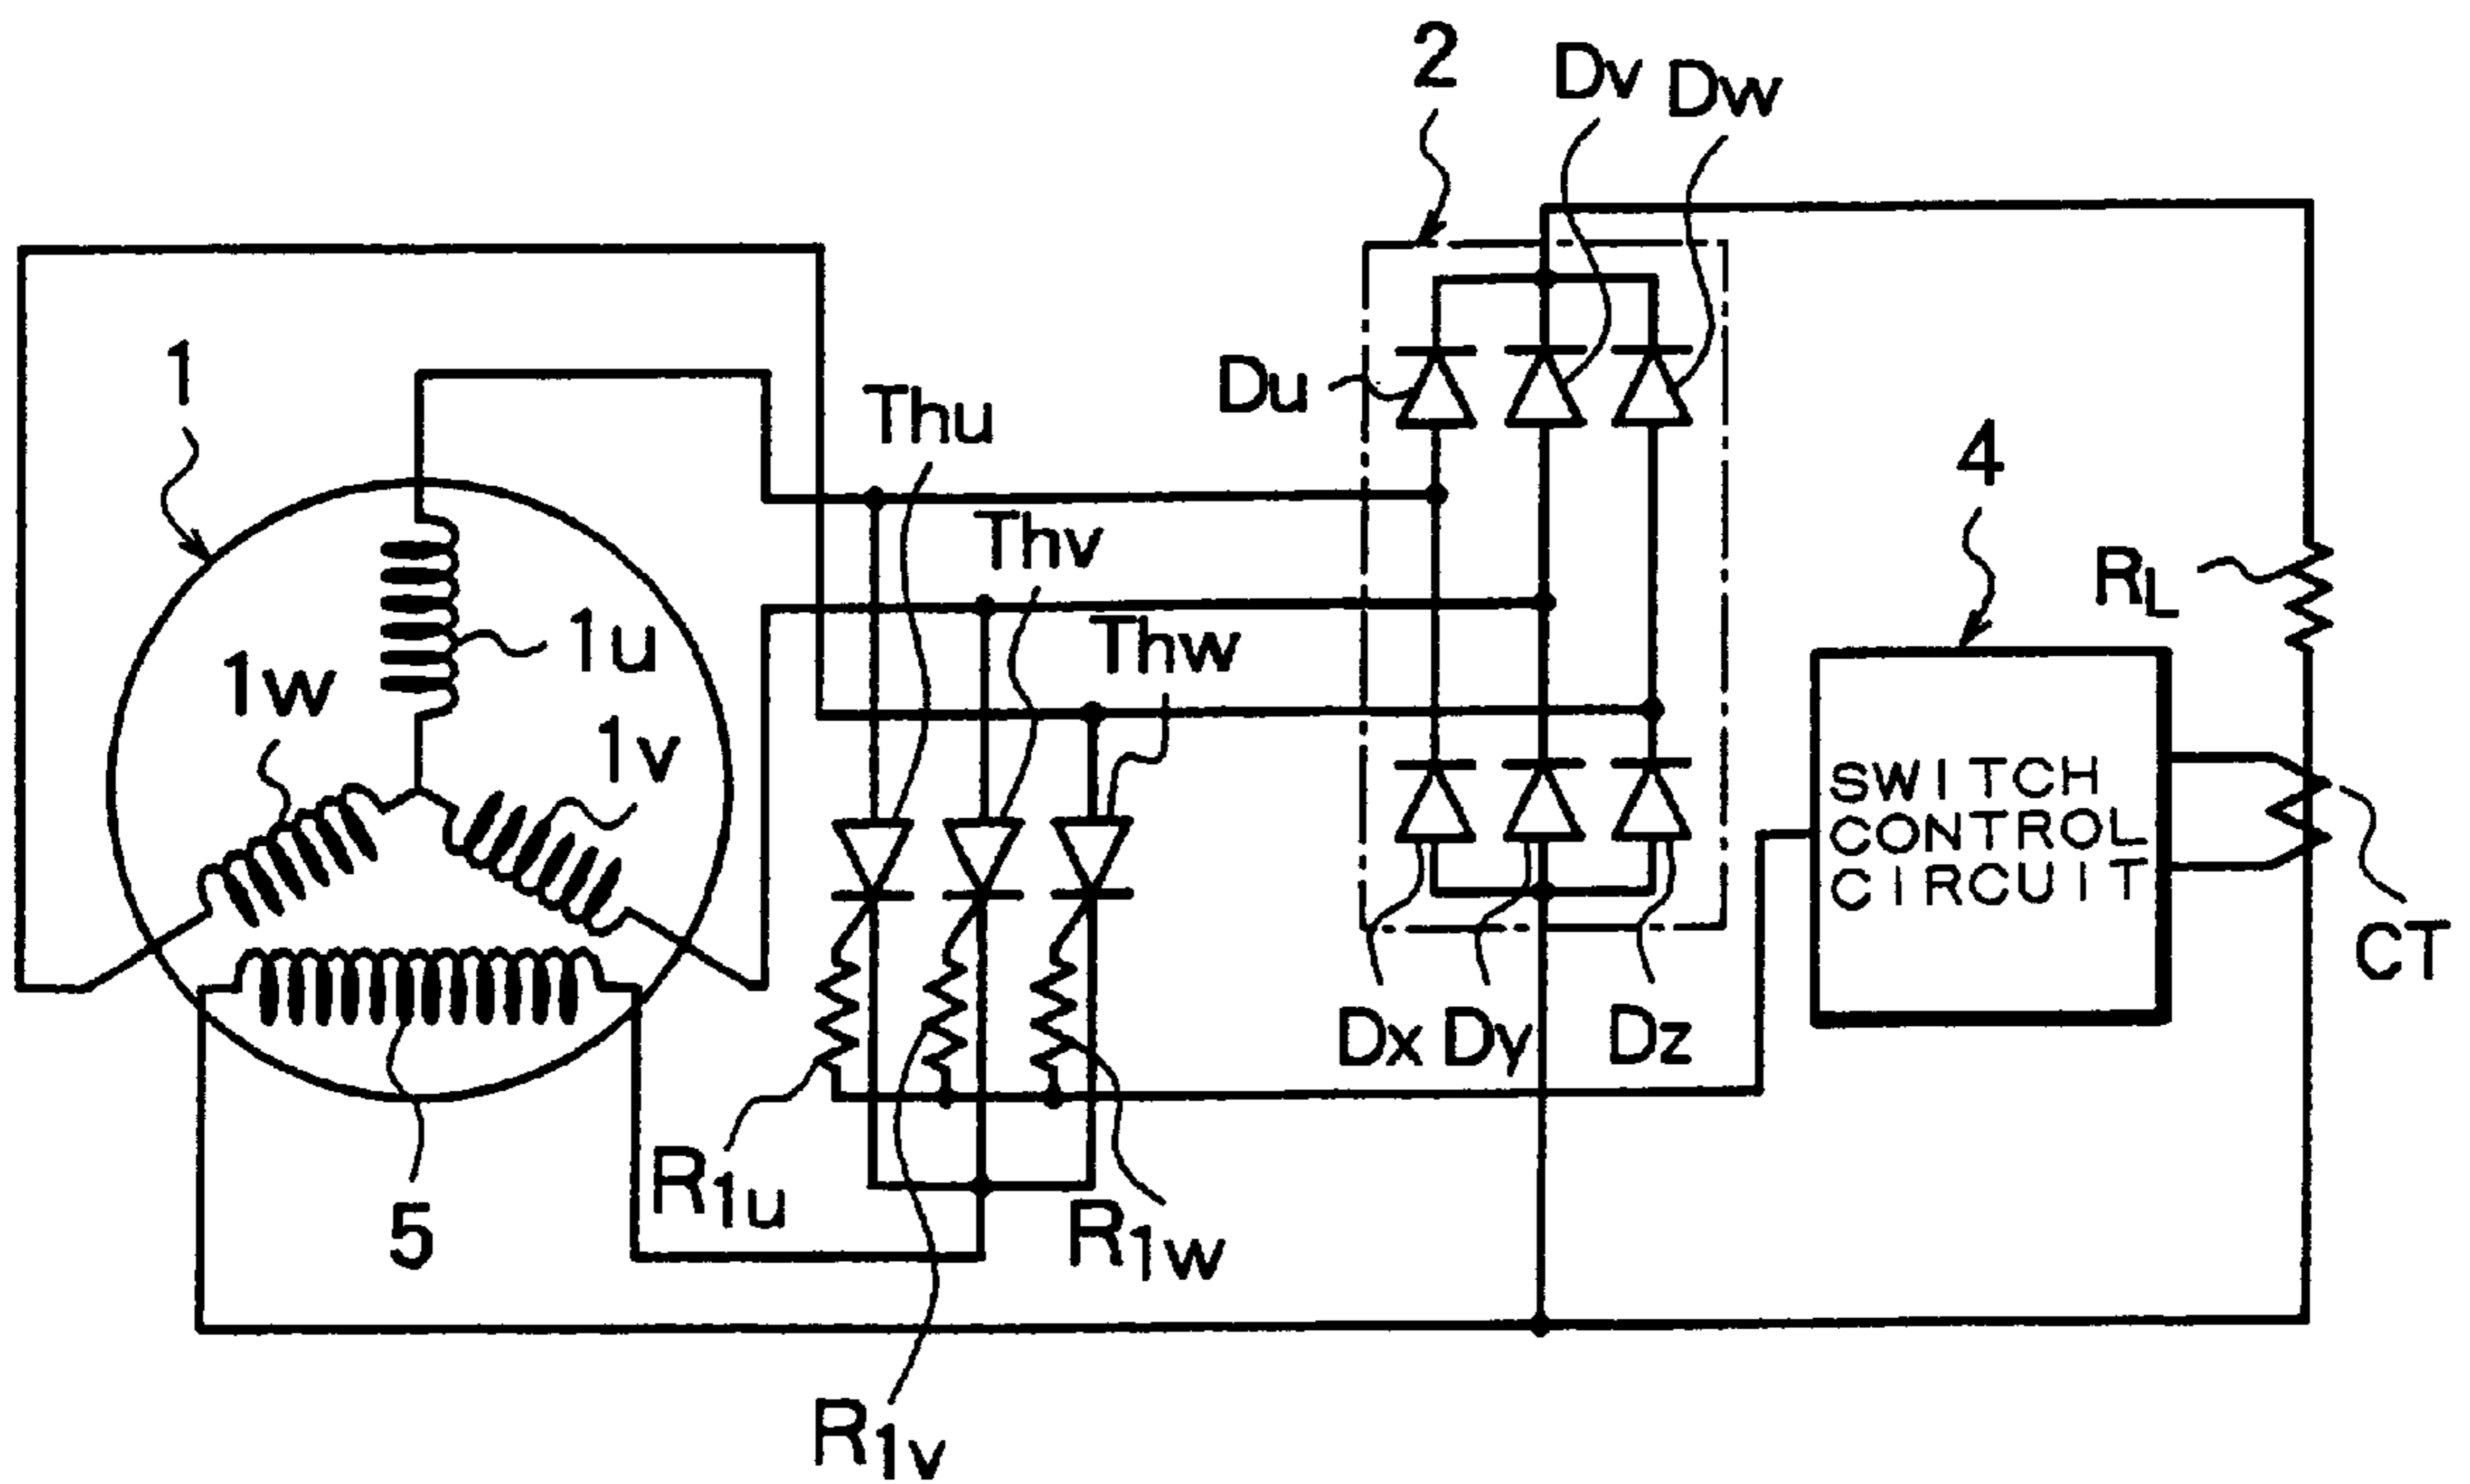 2
Dv
Dw
1
Thu
Du
4
Thv
RL
1u
Thw
1w
1v
SWITCH
CONTROL
CIRCUIT
CT
Dx
Dy
Dz
R1u
5
R1w
R1v